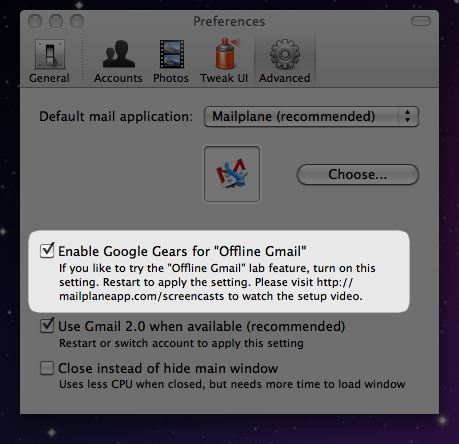 Preferences
General Accounts Photos Tweak UI Advanced
Default mail application: Mailplane (recommended)
Choose...
Enable Google Gears for "Offline Gmail"
If you like to try the "Offline Gmail" lab feature, turn on this
setting. Restart to apply the setting. Please visit http://
mailplaneapp.com/screencasts to watch the setup video.
Use Gmail 2.0 when available (recommended)
Restart or switch account to apply this setting
Close instead of hide main window
Uses less CPU when closed, but needs more time to load window